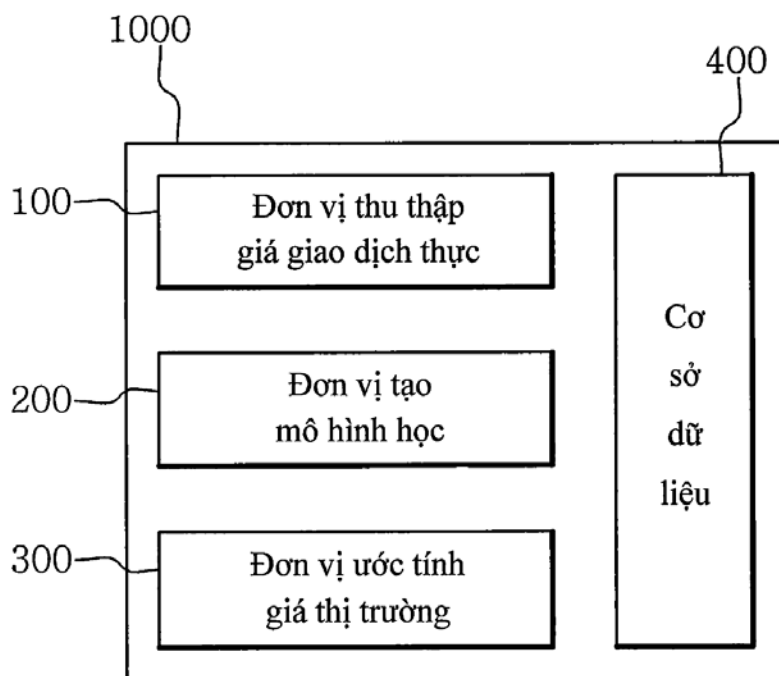 1000
400
100
Đơn vị thu thập
giá giao dịch thực
200
Đơn vị tạo
mô hình học
300
Đơn vị ước tính
giá thị trường
Cơ
sở
dữ
liệu